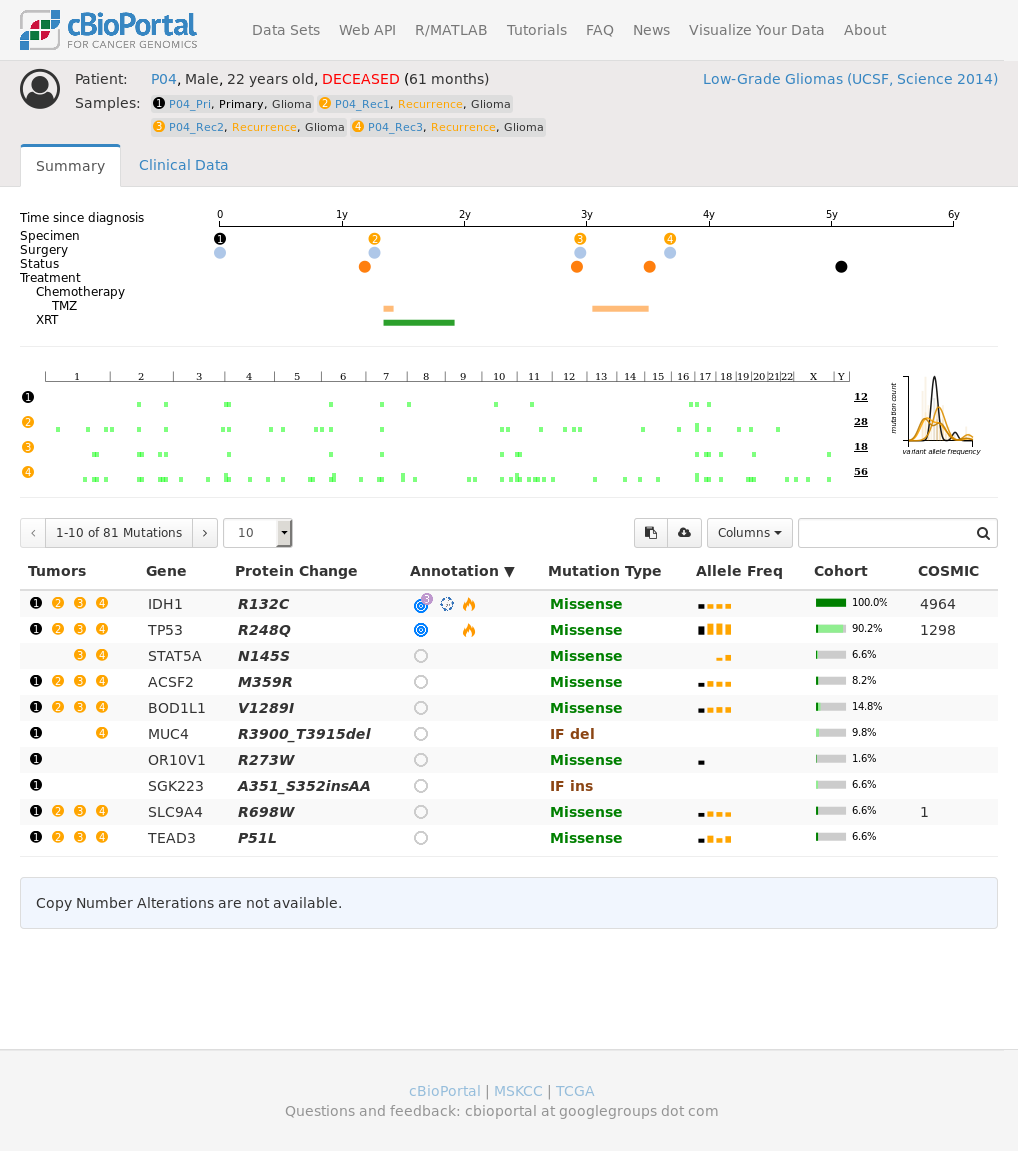 cBioPortal
FOR CANCER GENOMICS
Data Sets Web API R/MATLAB Tutorials FAQ News Visualize Your Data About
Patient: P04, Male, 22 years old, DECEASED (61 months) Low-Grade Gliomas (UCSF, Science 2014)
Samples: 1 P04_Pri, Primary, Glioma 2 P04_Rec1, Recurrence, Glioma
3 P04_Rec2, Recurrence, Glioma 4 P04_Rec3, Recurrence, Glioma
Summary Clinical Data
Time since diagnosis 0 1y 2y 3y 4y 5y 6y
Specimen 1 2 3 4
Surgery
Status
Treatment
Chemotherapy
TMZ
XRT
1 2 3 4 5 6 7 8 9 10 11 12 13 14 15 16 17 18 19 20 21 22 X Y
1 12
2 28
3 18
4 56
mutation count
variant allele frequency
‹ 1-10 of 81 Mutations › 10 Columns
Tumors Gene Protein Change Annotation ▼ Mutation Type Allele Freq Cohort COSMIC
1 2 3 4 IDH1 R132C 3 Missense 100.0% 4964
1 2 3 4 TP53 R248Q Missense 90.2% 1298
3 4 STAT5A N145S Missense 6.6%
1 2 3 4 ACSF2 M359R Missense 8.2%
1 2 3 4 BOD1L1 V1289I Missense 14.8%
1 4 MUC4 R3900_T3915del IF del 9.8%
1 OR10V1 R273W Missense 1.6%
1 SGK223 A351_S352insAA IF ins 6.6%
1 2 3 4 SLC9A4 R698W Missense 6.6% 1
1 2 3 4 TEAD3 P51L Missense 6.6%
Copy Number Alterations are not available.
cBioPortal | MSKCC | TCGA
Questions and feedback: cbioportal at googlegroups dot com